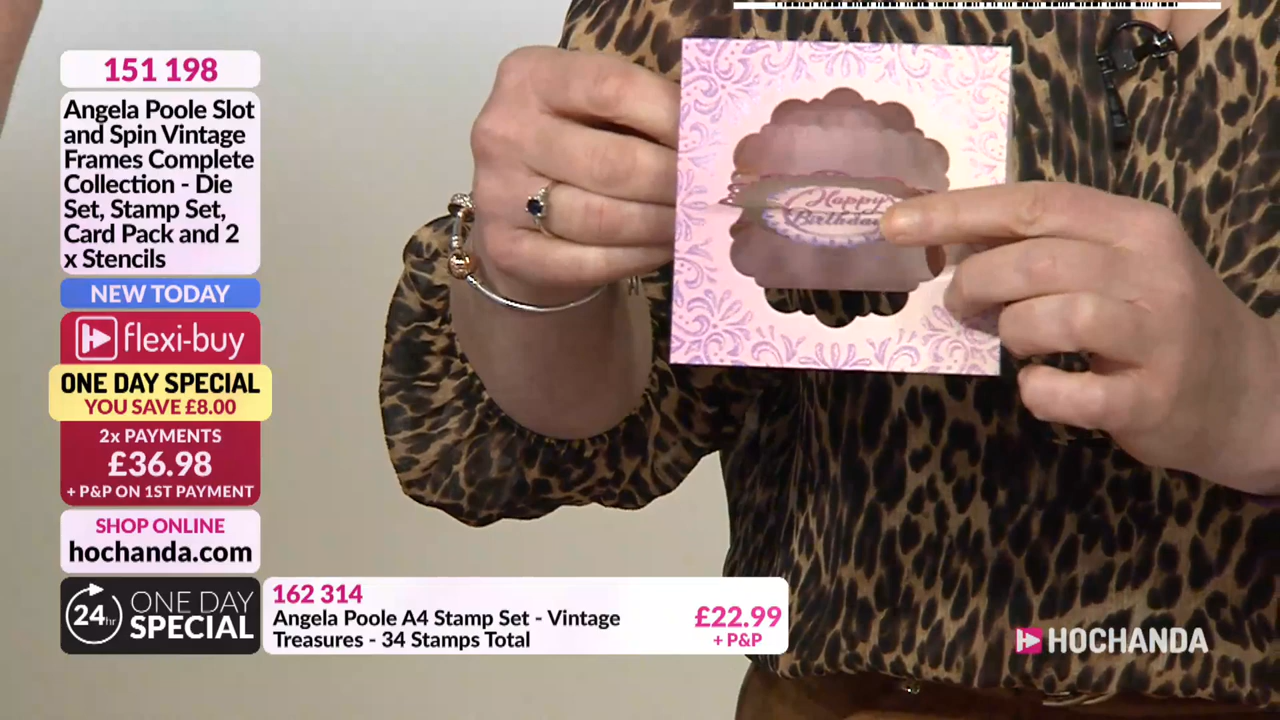 151 198
Angela Poole Slot
and Spin Vintage
Frames Complete
Collection - Die
Set, Stamp Set,
Card Pack and 2
x Stencils
NEW TODAY
flexi-buy
ONE DAY SPECIAL
YOU SAVE £8.00
2x PAYMENTS
£36.98
+ P&P ON 1ST PAYMENT
SHOP ONLINE
hochanda.com
24hr
ONE DAY
SPECIAL
162 314
Angela Poole A4 Stamp Set - Vintage
Treasures - 34 Stamps Total
£22.99
+ P&P
Happy
Birthday
HOCHANDA